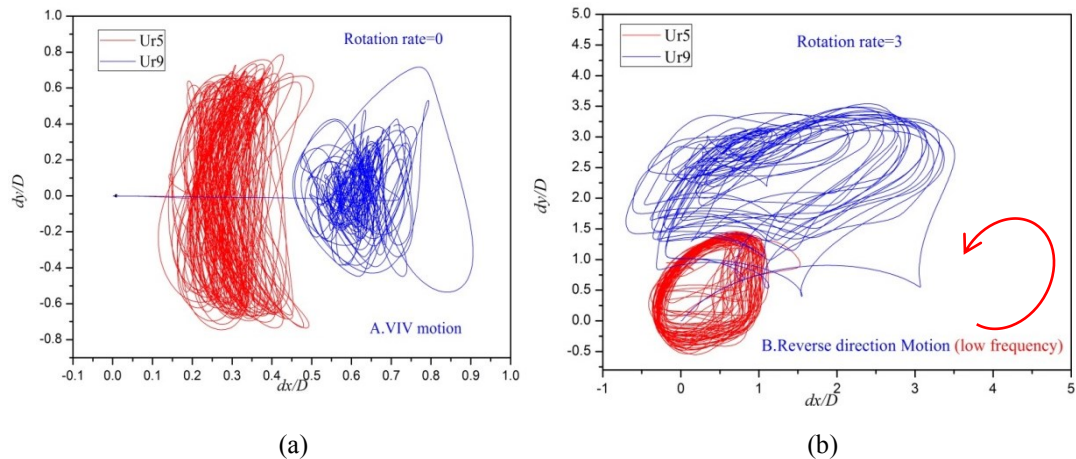 Ur5
Ur9
Rotation rate=0
1.0
0.8
0.6
0.4
0.2
0.0
-0.2
-0.4
-0.6
-0.8
dy/D
A.VIV motion
-0.1 0.0 0.1 0.2 0.3 0.4 0.5 0.6 0.7 0.8 0.9 1.0
dx/D
(a)
Ur5
Ur9
Rotation rate=3
5.0
4.5
4.0
3.5
3.0
2.5
2.0
1.5
1.0
0.5
0.0
-0.5
dy/D
B.Reverse direction Motion (low frequency)
-1 0 1 2 3 4 5
dx/D
(b)